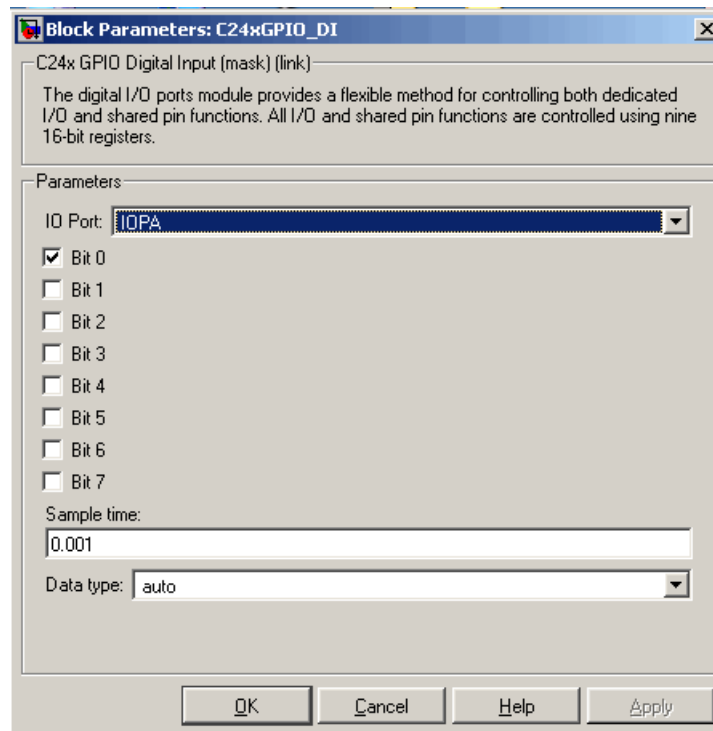 Block Parameters: C24xGPIO_DI
C24x GPIO Digital Input (mask) (link)
The digital I/O ports module provides a flexible method for controlling both dedicated
I/O and shared pin functions. All I/O and shared pin functions are controlled using nine
16-bit registers.
Parameters
IO Port: IOPA
Bit 0
Bit 1
Bit 2
Bit 3
Bit 4
Bit 5
Bit 6
Bit 7
Sample time:
0.001
Data type: auto
OK Cancel Help Apply